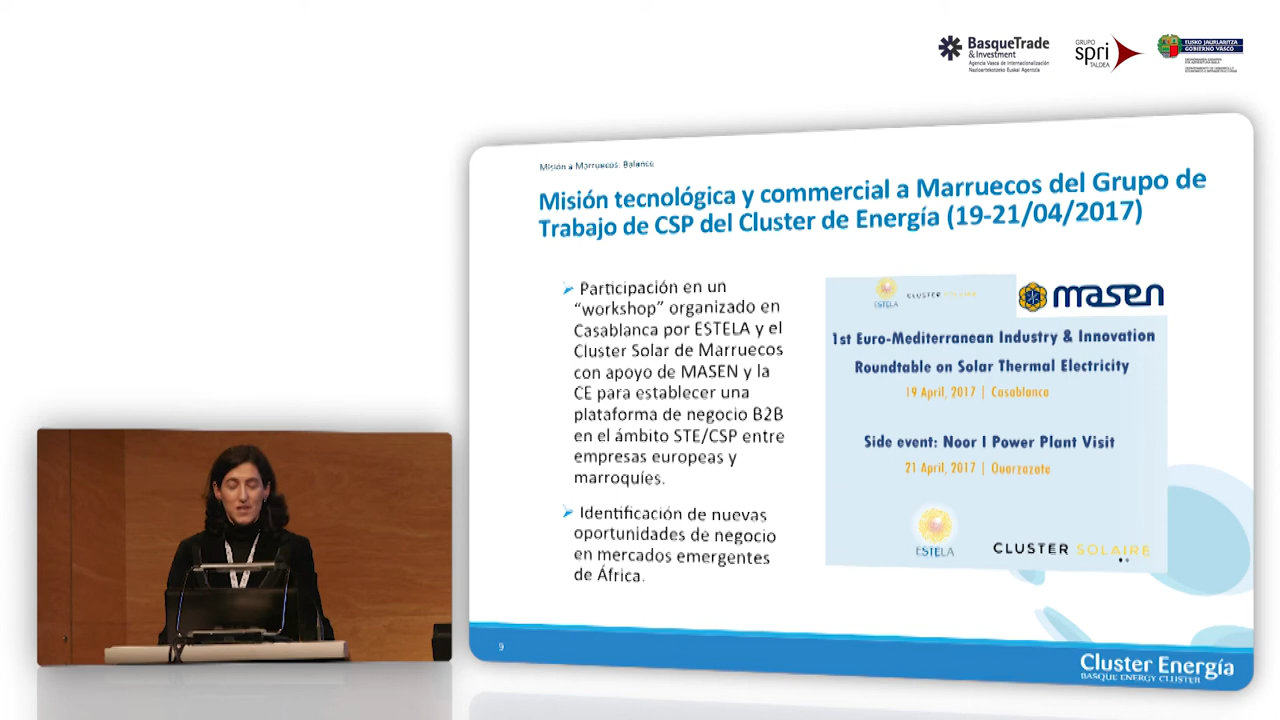 BasqueTrade
& Investment
Agencia Vasca de Internacionalización
Nazioartekotzeko Euskal Agentzia
GRUPO
spri
TALDEA
EUSKO JAURLARITZA
GOBIERNO VASCO
Misión a Marruecos: Balance
Misión tecnológica y commercial a Marruecos del Grupo de
Trabajo de CSP del Cluster de Energía (19-21/04/2017)
Participación en un
“workshop” organizado en
Casablanca por ESTELA y el
Cluster Solar de Marruecos
con apoyo de MASEN y la
CE para establecer una
plataforma de negocio B2B
en el ámbito STE/CSP entre
empresas europeas y
marroquíes.
Identificación de nuevas
oportunidades de negocio
en mercados emergentes
de África.
ESTELA
CLUSTER SOLAIRE
masen
1st Euro-Mediterranean Industry & Innovation
Roundtable on Solar Thermal Electricity
19 April, 2017 | Casablanca
Side event: Noor I Power Plant Visit
21 April, 2017 | Ouarzazate
ESTELA
CLUSTER SOLAIRE
9
Cluster Energía
BASQUE ENERGY CLUSTER